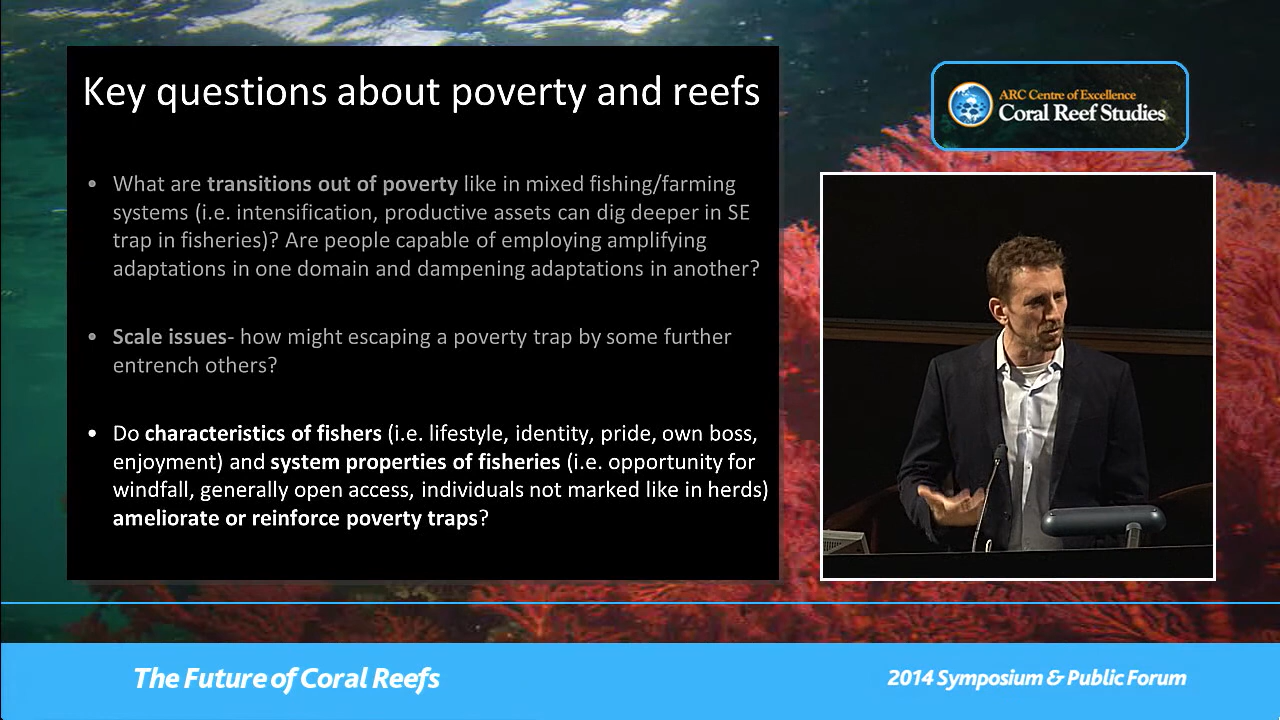 Key questions about poverty and reefs
• What are transitions out of poverty like in mixed fishing/farming
systems (i.e. intensification, productive assets can dig deeper in SE
trap in fisheries)? Are people capable of employing amplifying
adaptations in one domain and dampening adaptations in another?
• Scale issues- how might escaping a poverty trap by some further
entrench others?
• Do characteristics of fishers (i.e. lifestyle, identity, pride, own boss,
enjoyment) and system properties of fisheries (i.e. opportunity for
windfall, generally open access, individuals not marked like in herds)
ameliorate or reinforce poverty traps?
ARC Centre of Excellence
Coral Reef Studies
The Future of Coral Reefs
2014 Symposium & Public Forum